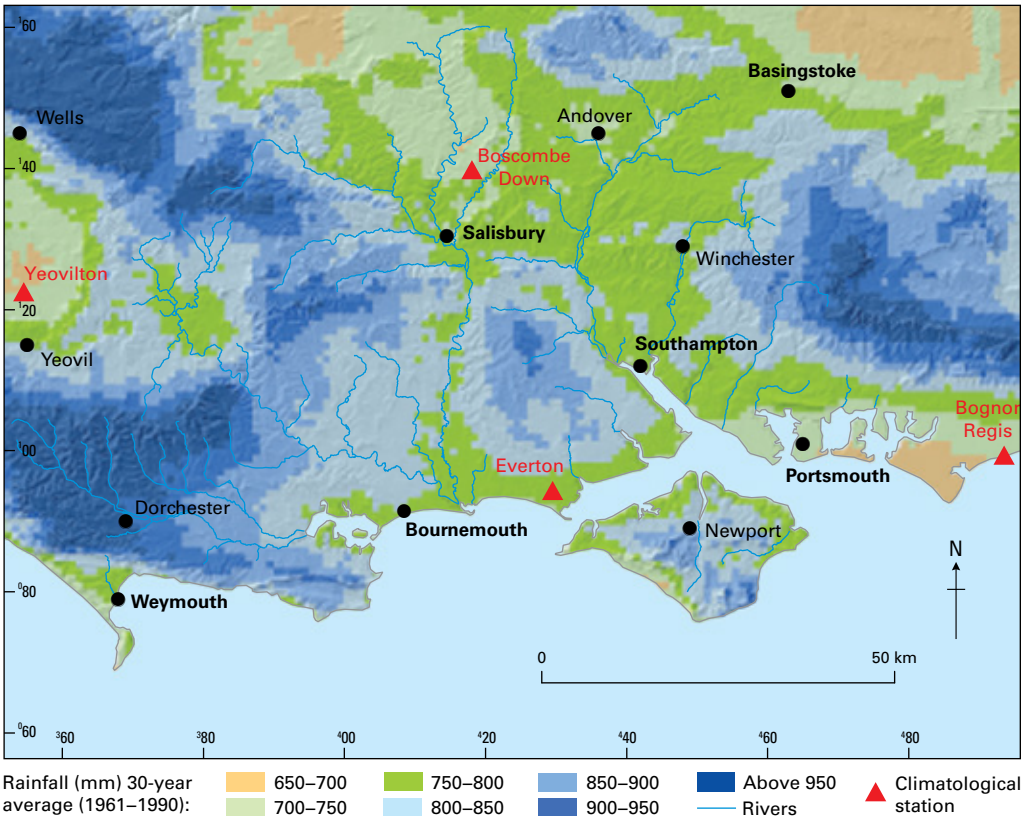 ¹60
Basingstoke
Wells
Andover
¹40
Boscombe
Down
Salisbury
Winchester
Yeovilton
¹20
Southampton
Yeovil
Bognor
Regis
¹00
Everton
Portsmouth
Dorchester
Bournemouth
Newport
N
⁰80
Weymouth
0 50 km
⁰60
³60 ³80 ⁴00 ⁴20 ⁴40 ⁴60 ⁴80
Rainfall (mm) 30-year
average (1961–1990):
650–700 750–800 850–900 Above 950
700–750 800–850 900–950 Rivers
Climatological
station